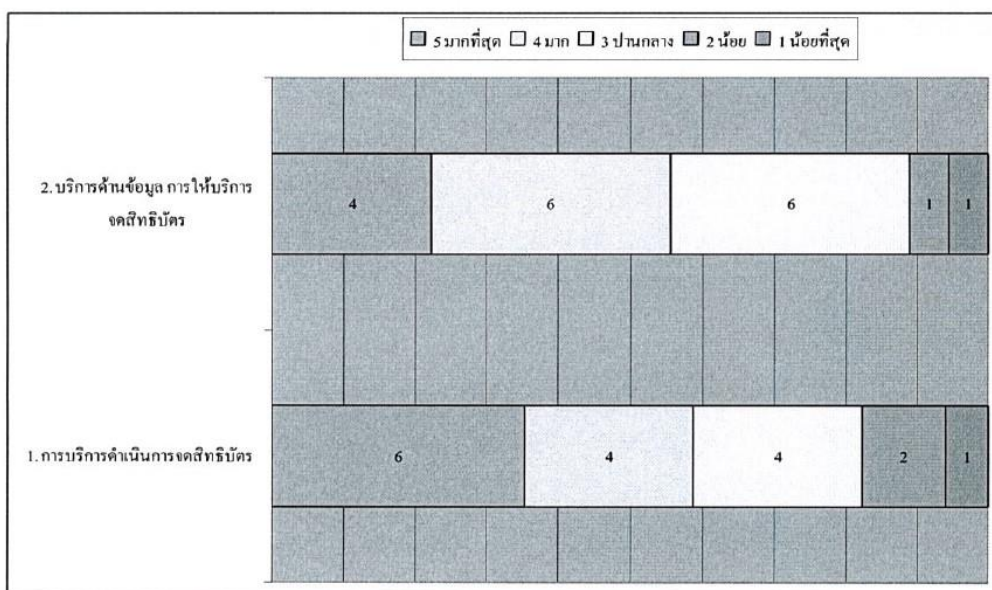 5 มากที่สุด 4 มาก 3 ปานกลาง 2 น้อย 1 น้อยที่สุด
2. บริการด้านข้อมูล การให้บริการ
จดสิทธิบัตร
4 6 6 1 1
1. การบริการดำเนินการจดสิทธิบัตร
6 4 4 2 1